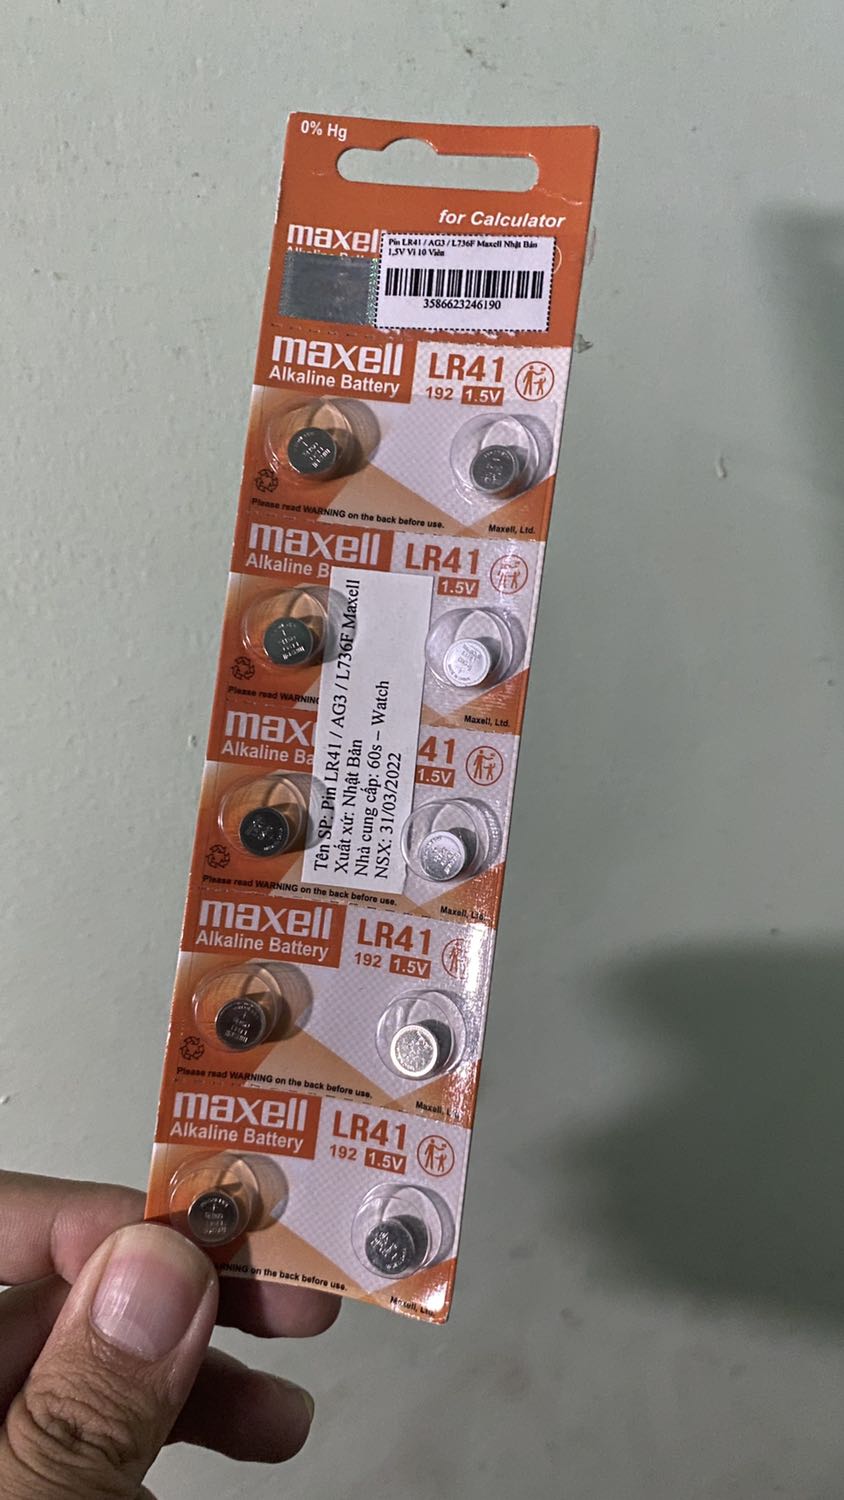 0% Hg
for Calculator
maxell
Pin LR41 / AG3 / L736F Maxell Nhật Bản
1,5V Vỉ 10 Viên
3586623246190
maxell
Alkaline Battery
LR41
192 1.5V
Please read WARNING on the back before use.
Maxell, Ltd.
maxell
Alkaline B
LR41
1.5V
Please read WARNIN
Maxell, Ltd.
Tên SP: Pin LR41 / AG3 / L736F Maxell
Xuất xứ: Nhật Bản
Nhà cung cấp: 60s – Watch
NSX: 31/03/2022
max
Alkaline Ba
41
1.5V
Please read WARNING on the back before use.
Maxell, Ltd.
maxell
Alkaline Battery
LR41
192 1.5V
Please read WARNING on the back before use.
Maxell, L
maxell
Alkaline Battery
LR41
192 1.5V
RNING on the back before use.
Maxell, Ltd.